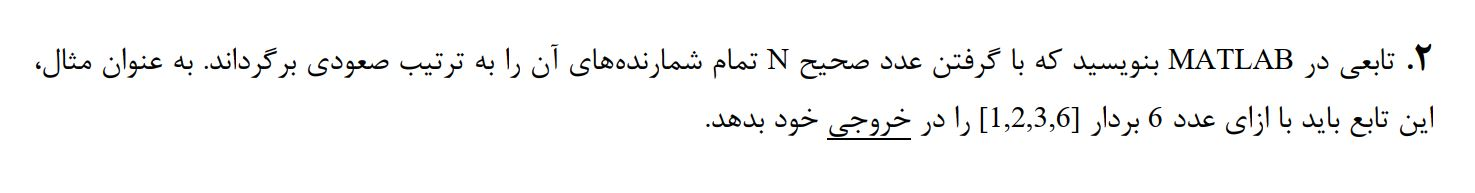 ۲. تابعی در MATLAB بنویسید که با گرفتن عدد صحیح N تمام شمارنده‌های آن را به ترتیب صعودی برگرداند. به عنوان مثال،
این تابع باید با ازای عدد 6 بردار [1,2,3,6] را در خروجی خود بدهد.